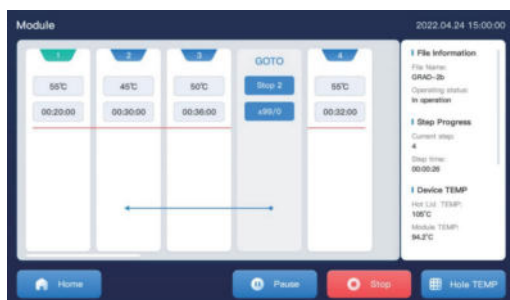 Module
2022.04.24 15:00:00
1
2
3
GOTO
4
55℃
45℃
50℃
Stop 2
55℃
00:20:00
00:30:00
00:36:00
x99/0
00:32:00
File Information
File Name:
GRAD-2b
Operating status:
In operation
Step Progress
Current step:
4
Step time:
00:00:26
Device TEMP
Hot Lid TEMP:
105°C
Module TEMP:
94.2°C
Home
Pause
Stop
Hole TEMP